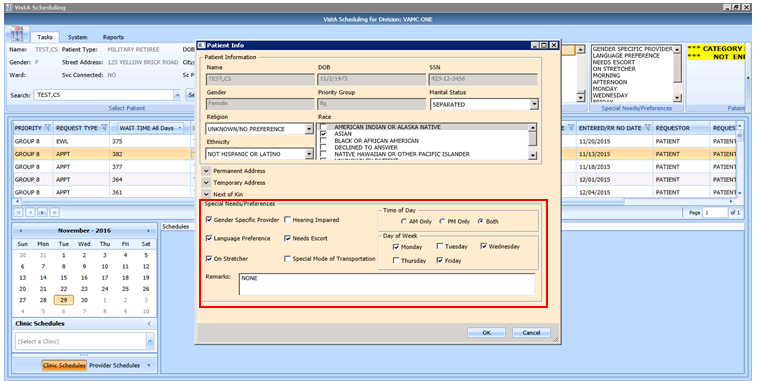 VistA Scheduling
VistA Scheduling for Division: VAMC ONE
Tasks System Reports
Name: TEST,CS Patient Type: MILITARY RETIREE DOB
Gender: F Street Address: 123 YELLOW BRICK ROAD City
Ward: Svc Connected: NO Sc P
Search: TEST,CS Se
Select Patient
GENDER SPECIFIC PROVIDER
LANGUAGE PREFERENCE
NEEDS ESCORT
ON STRETCHER
MORNING
AFTERNOON
MONDAY
WEDNESDAY
FRIDAY
Special Needs/Preferences
*** CATEGORY
*** NOT EN
Patien
PRIORITY REQUEST TYPE WAIT TIME All Days
GROUP 8 EWL 375
GROUP 8 APPT 382
GROUP 8 APPT 377
GROUP 8 APPT 364
GROUP 8 APPT 361
E ENTERED/RR NO DATE REQUESTOR REQUES
11/20/2015 PATIENT PATIENT
11/13/2015 PATIENT PATIENT
11/18/2015 PATIENT PATIENT
12/01/2015 PATIENT PATIENT
12/04/2015 PATIENT PATIENT
Page 1 of 1
November - 2016
Sun Mon Tue Wed Thu Fri Sat
30 31 1 2 3 4 5
6 7 8 9 10 11 12
13 14 15 16 17 18 19
20 21 22 23 24 25 26
27 28 29 30 1 2 3
4 5 6 7 8 9 10
Clinic Schedules
(Select a Clinic)
Clinic Schedules Provider Schedules
Schedules
Patient Info
Patient Information
Name DOB SSN
TEST,CS 11/2/1975 423-12-3456
Gender Priority Group Marital Status
Female 8g SEPARATED
Religion Race
UNKNOWN/NO PREFERENCE
AMERICAN INDIAN OR ALASKA NATIVE
ASIAN
BLACK OR AFRICAN AMERICAN
DECLINED TO ANSWER
NATIVE HAWAIIAN OR OTHER PACIFIC ISLANDER
Ethnicity
NOT HISPANIC OR LATINO
Permanent Address
Temporary Address
Next of Kin
Special Needs/Preferences
Gender Specific Provider Hearing Impaired
Language Preference Needs Escort
On Stretcher Special Mode of Transportation
Time of Day
AM Only PM Only Both
Day of Week
Monday Tuesday Wednesday
Thursday Friday
Remarks: NONE
OK Cancel